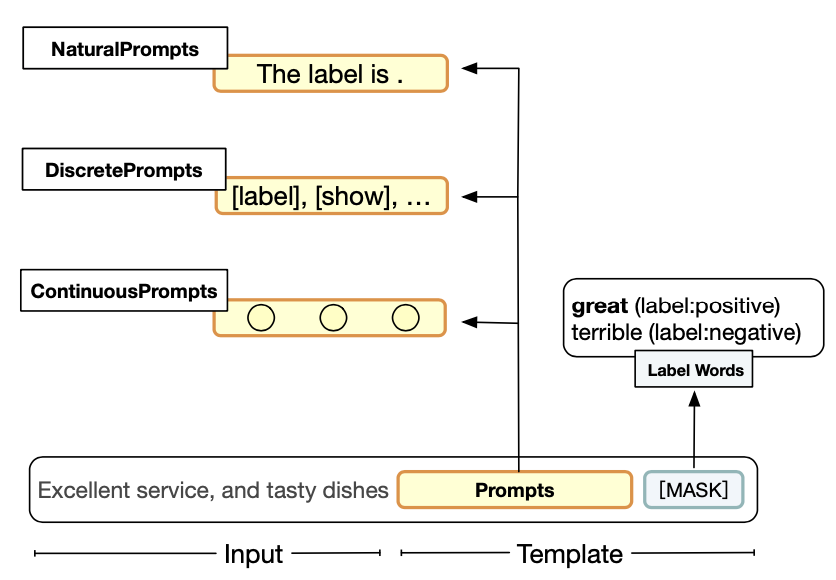 NaturalPrompts
The label is .
DiscretePrompts
[label], [show], …
ContinuousPrompts
great (label:positive)
terrible (label:negative)
Label Words
Excellent service, and tasty dishes Prompts [MASK]
Input Template